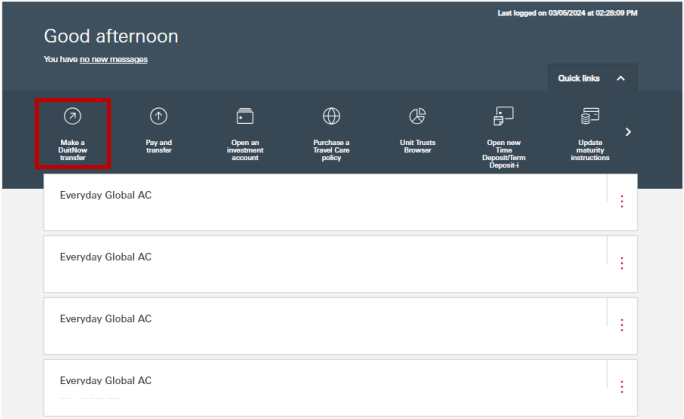 Last logged on 03/05/2024 at 02:28:09 PM
Good afternoon
You have no new messages
Quick links
Make a
DuitNow
transfer
Pay and
transfer
Open an
investment
account
Purchase a
Travel Care
policy
Unit Trusts
Browser
Open new
Time
Deposit/Term
Deposit-i
Update
maturity
instructions
Everyday Global AC
Everyday Global AC
Everyday Global AC
Everyday Global AC